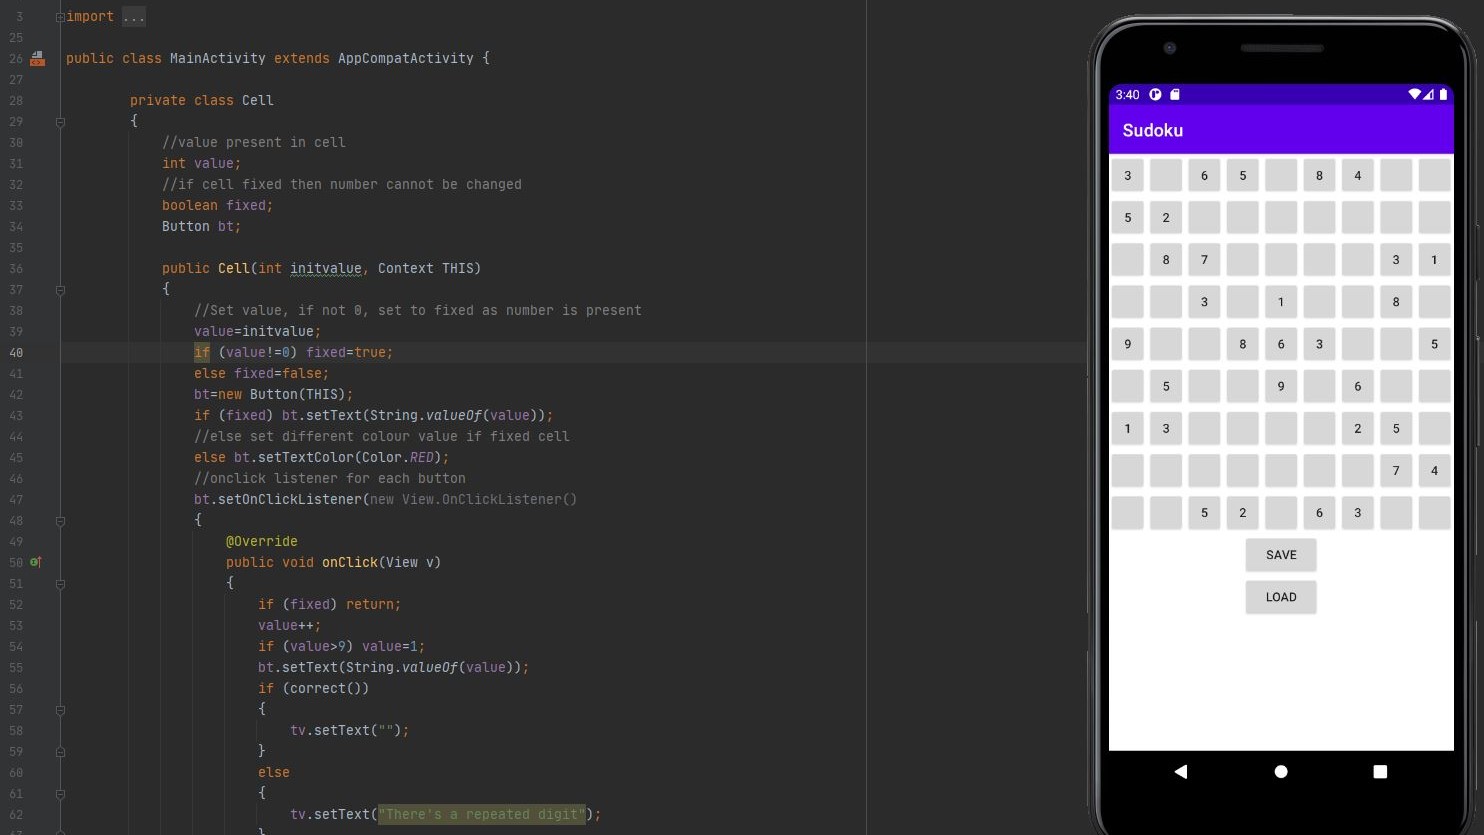 3 import ...
25
26 public class MainActivity extends AppCompatActivity {
27
28 private class Cell
29 {
30 //value present in cell
31 int value;
32 //if cell fixed then number cannot be changed
33 boolean fixed;
34 Button bt;
35
36 public Cell(int initvalue, Context THIS)
37 {
38 //Set value, if not 0, set to fixed as number is present
39 value=initvalue;
40 if (value!=0) fixed=true;
41 else fixed=false;
42 bt=new Button(THIS);
43 if (fixed) bt.setText(String.valueOf(value));
44 //else set different colour value if fixed cell
45 else bt.setTextColor(Color.RED);
46 //onclick listener for each button
47 bt.setOnClickListener(new View.OnClickListener()
48 {
49 @Override
50 public void onClick(View v)
51 {
52 if (fixed) return;
53 value++;
54 if (value>9) value=1;
55 bt.setText(String.valueOf(value));
56 if (correct())
57 {
58 tv.setText("");
59 }
60 else
61 {
62 tv.setText("There's a repeated digit");
63 }
3:40
Sudoku
3 6 5 8 4
5 2
8 7 3 1
3 1 8
9 8 6 3 5
5 9 6
1 3 2 5
7 4
5 2 6 3
SAVE
LOAD